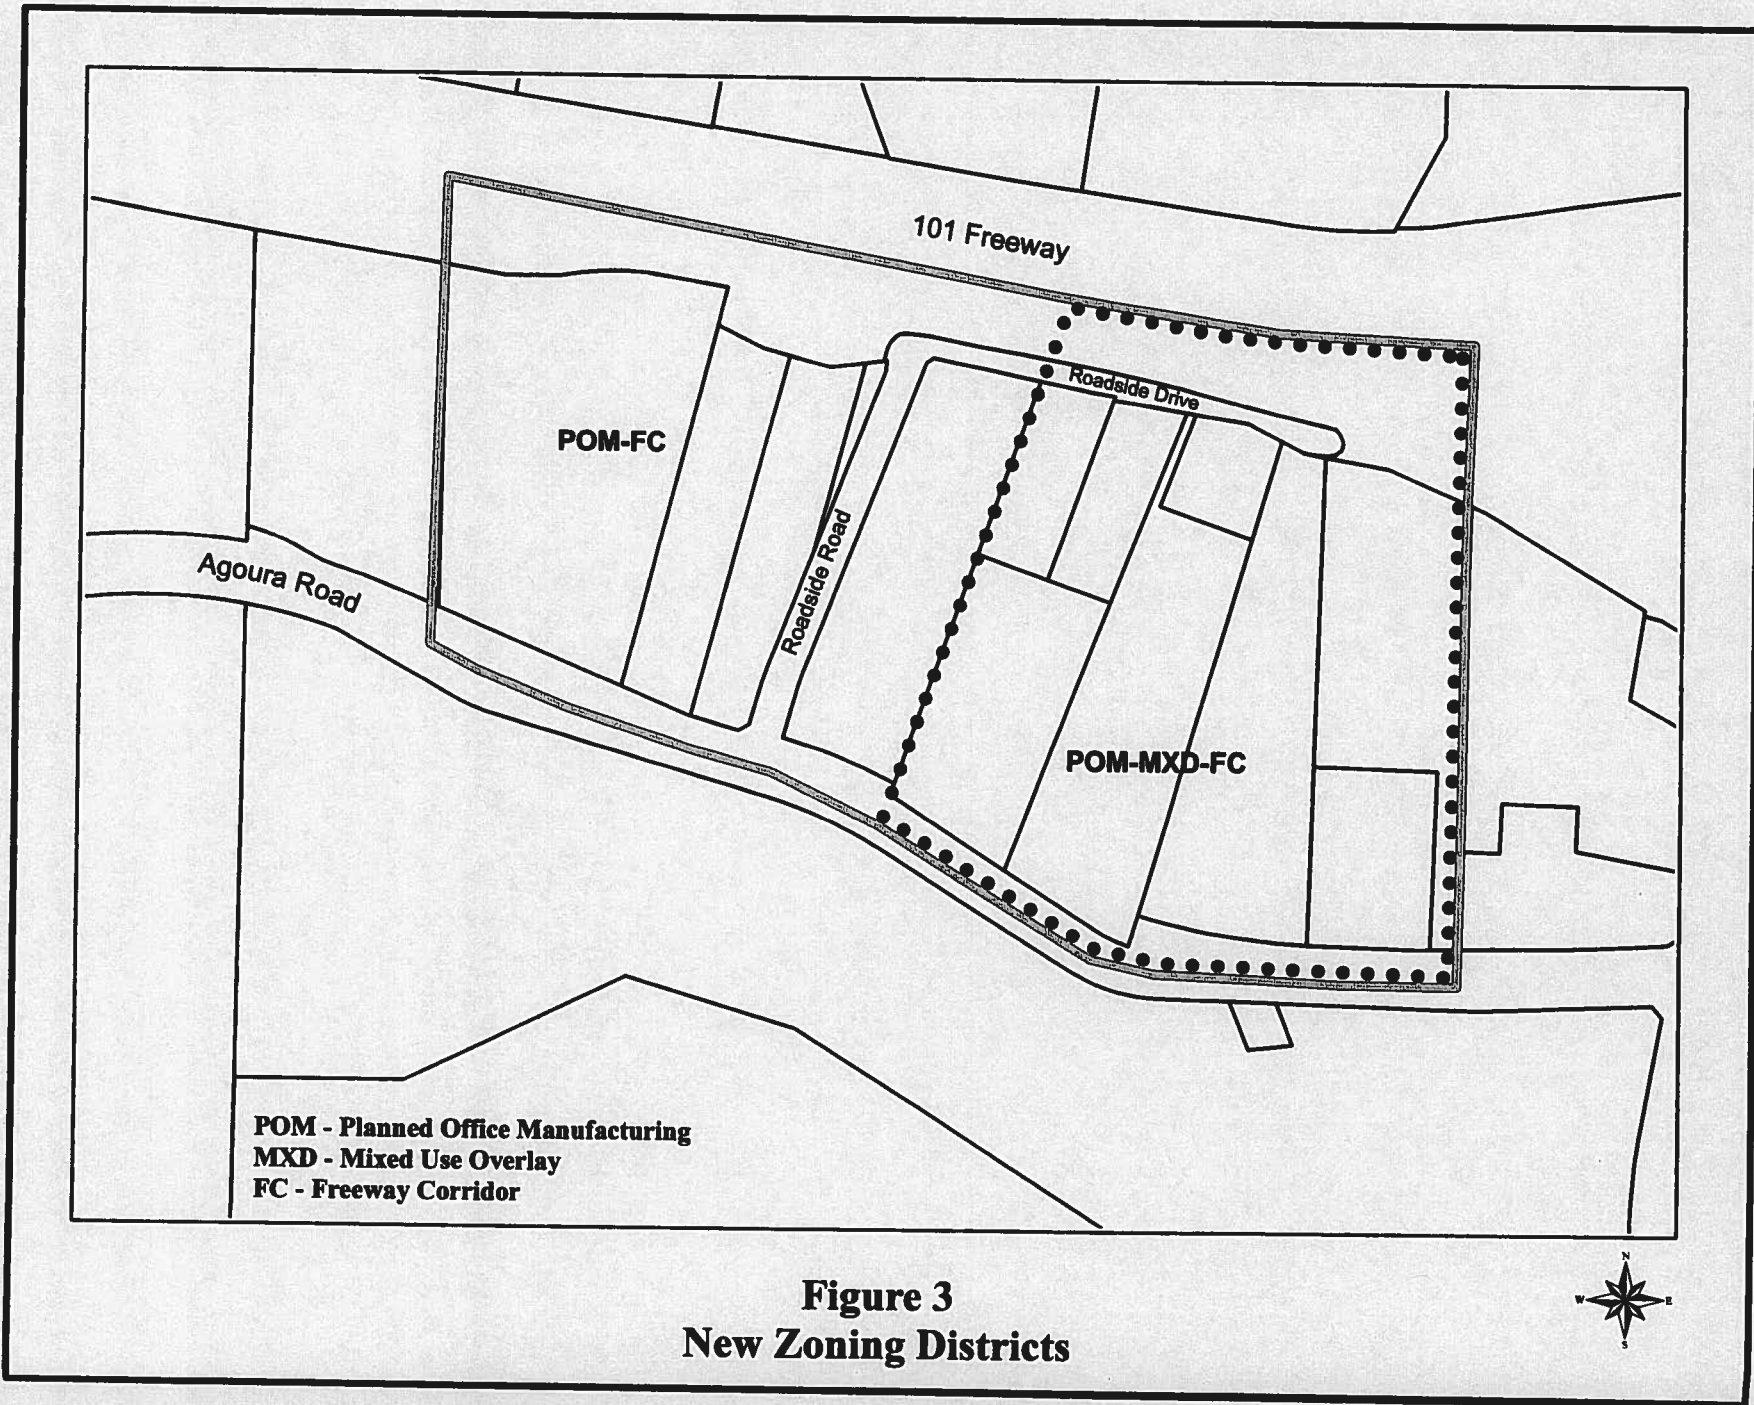 101 Freeway
Roadside Drive
POM-FC
Roadside Road
Agoura Road
POM-MXD-FC
POM - Planned Office Manufacturing
MXD - Mixed Use Overlay
FC - Freeway Corridor
N
W E
S
Figure 3
New Zoning Districts